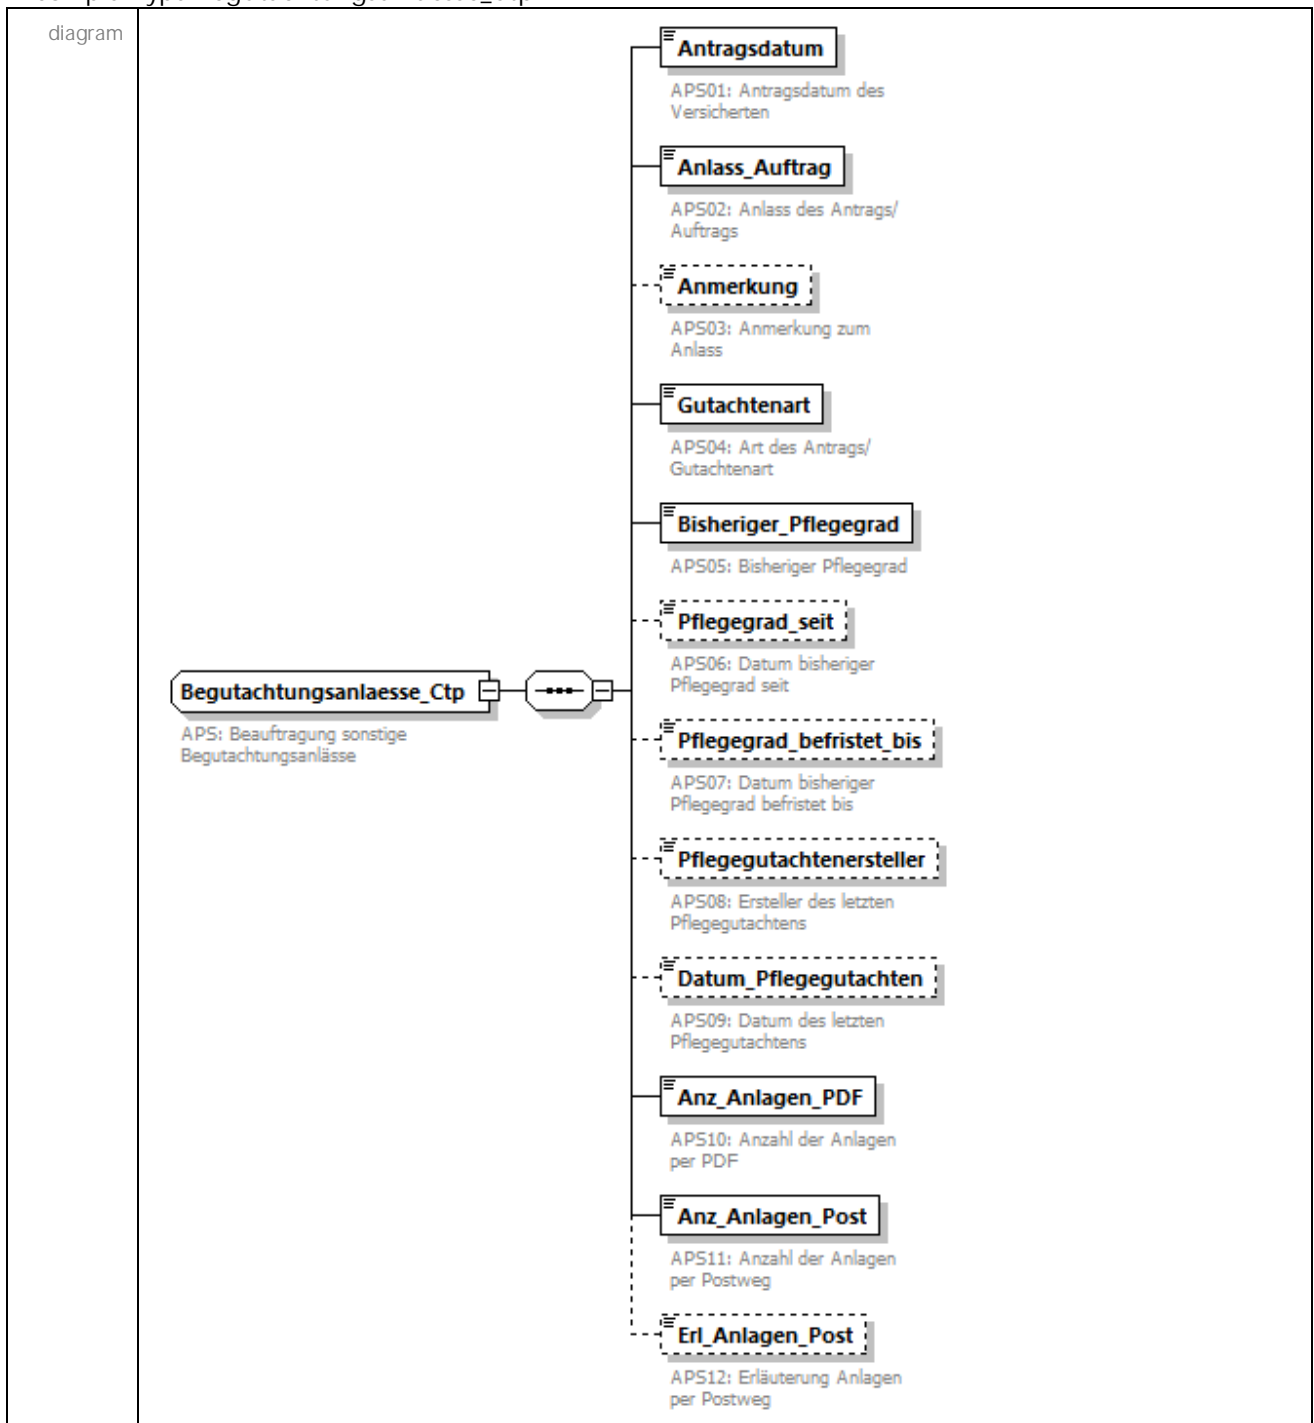 diagram
Antragsdatum
APS01: Antragsdatum des
Versicherten
Anlass_Auftrag
APS02: Anlass des Antrags/
Auftrags
Anmerkung
APS03: Anmerkung zum
Anlass
Gutachtenart
APS04: Art des Antrags/
Gutachtenart
Bisheriger_Pflegegrad
APS05: Bisheriger Pflegegrad
Pflegegrad_seit
APS06: Datum bisheriger
Pflegegrad seit
Begutachtungsanlaesse_Ctp
APS: Beauftragung sonstige
Begutachtungsanlässe
Pflegegrad_befristet_bis
APS07: Datum bisheriger
Pflegegrad befristet bis
Pflegegutachtenersteller
APS08: Ersteller des letzten
Pflegegutachtens
Datum_Pflegegutachten
APS09: Datum des letzten
Pflegegutachtens
Anz_Anlagen_PDF
APS10: Anzahl der Anlagen
per PDF
Anz_Anlagen_Post
APS11: Anzahl der Anlagen
per Postweg
Erl_Anlagen_Post
APS12: Erläuterung Anlagen
per Postweg